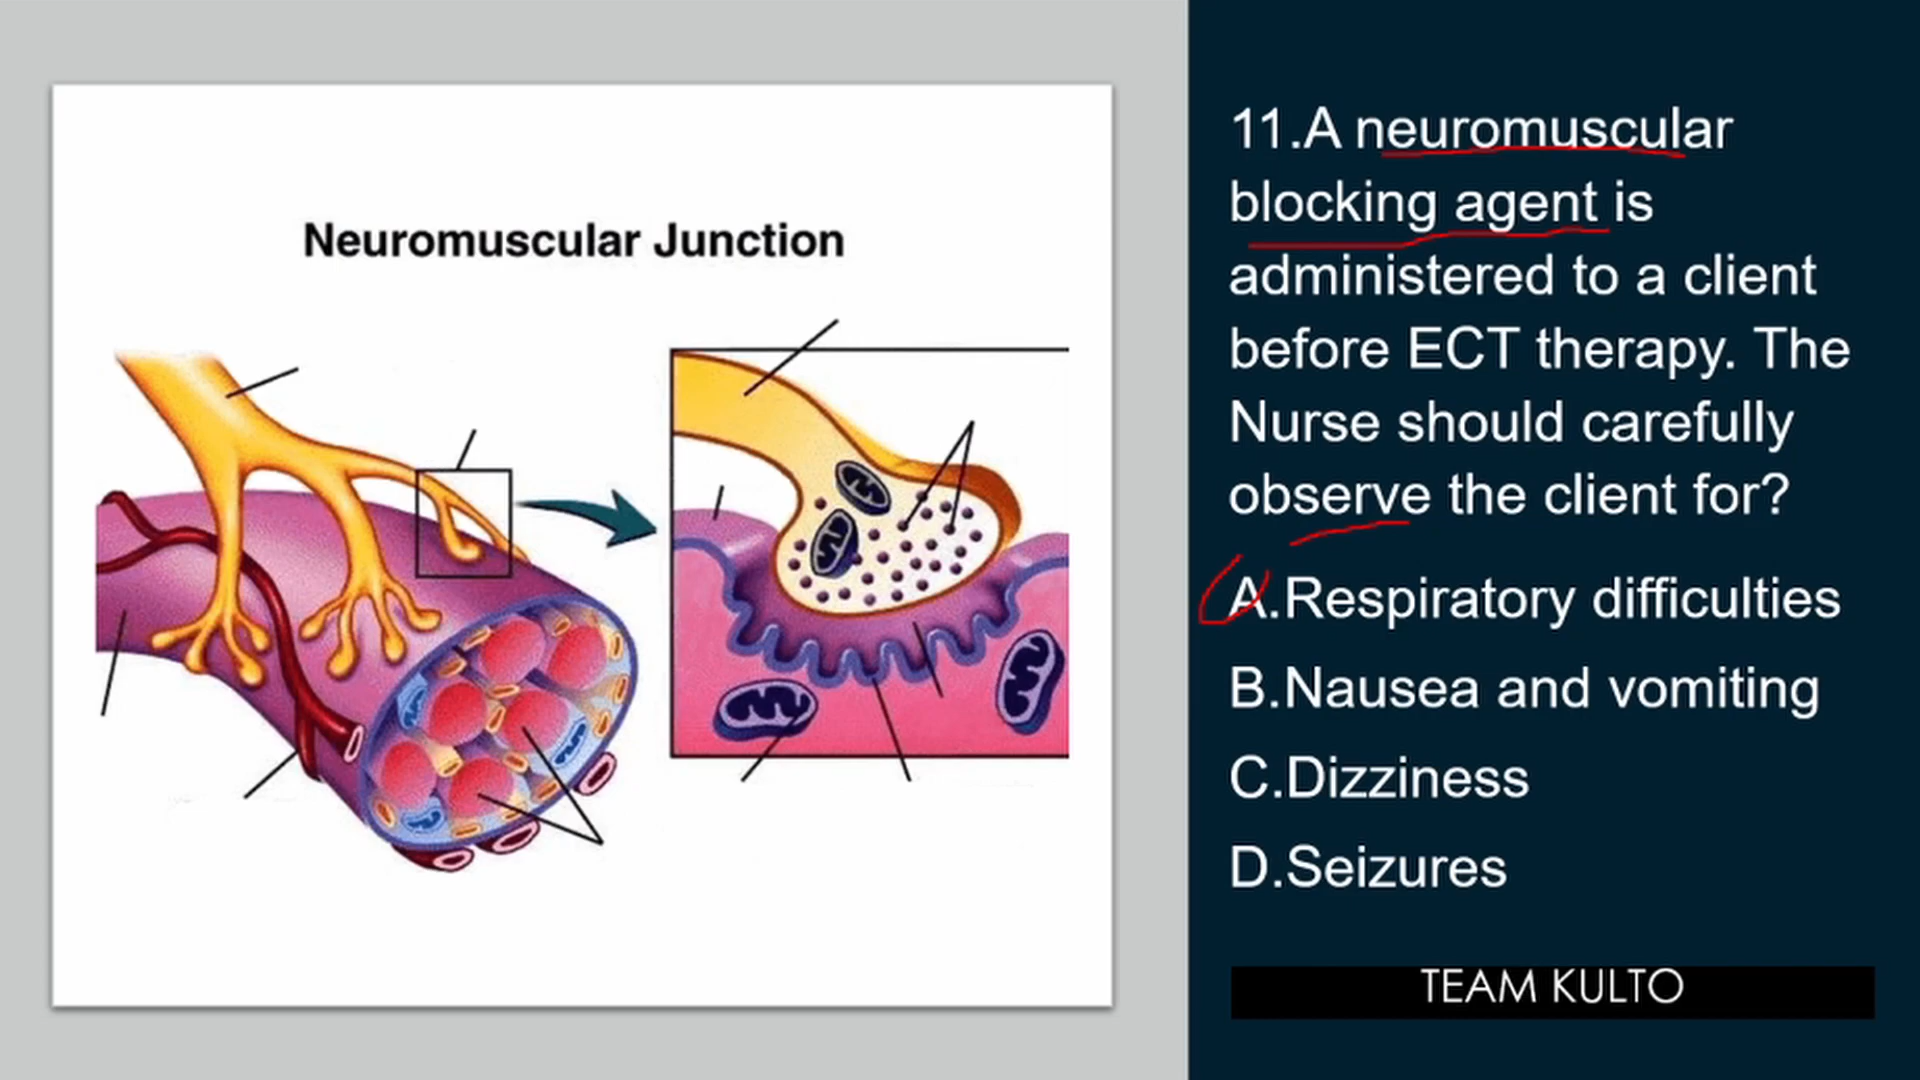 Neuromuscular Junction
11.A neuromuscular
blocking agent is
administered to a client
before ECT therapy. The
Nurse should carefully
observe the client for?
A.Respiratory difficulties
B.Nausea and vomiting
C.Dizziness
D.Seizures
TEAM KULTO